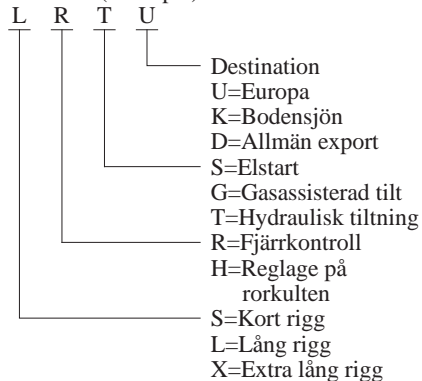 L R T U
Destination
U=Europa
K=Bodensjön
D=Allmän export
S=Elstart
G=Gasassisterad tilt
T=Hydraulisk tiltning
R=Fjärrkontroll
H=Reglage på
rorkulten
S=Kort rigg
L=Lång rigg
X=Extra lång rigg